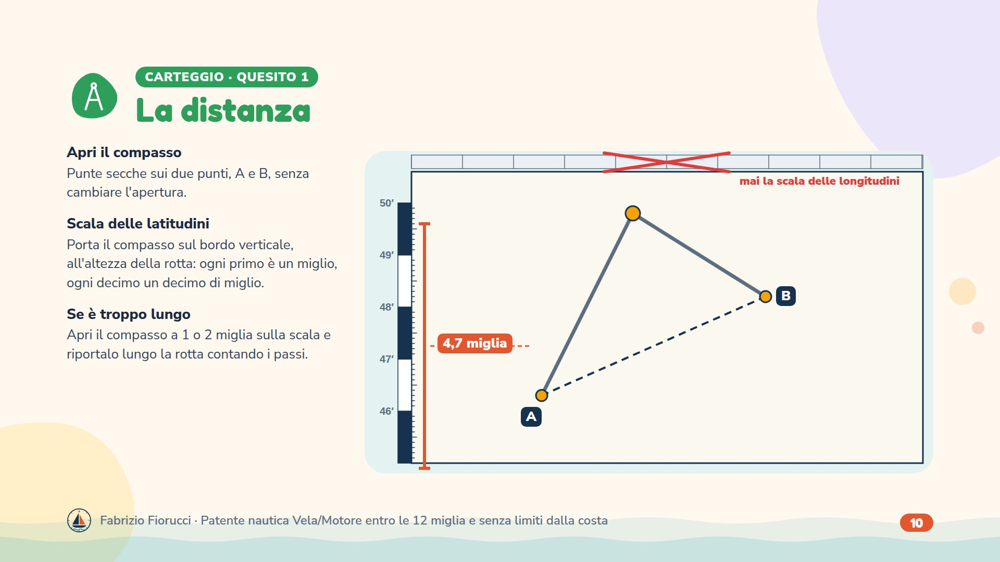 CARTEGGIO · QUESITO 1
La distanza
Apri il compasso
Punte secche sui due punti, A e B, senza
cambiare l'apertura.
Scala delle latitudini
Porta il compasso sul bordo verticale,
all'altezza della rotta: ogni primo è un miglio,
ogni decimo un decimo di miglio.
Se è troppo lungo
Apri il compasso a 1 o 2 miglia sulla scala e
riportalo lungo la rotta contando i passi.
mai la scala delle longitudini
50′
49′
48′
47′
46′
4,7 miglia
B
A
Fabrizio Fiorucci · Patente nautica Vela/Motore entro le 12 miglia e senza limiti dalla costa
10